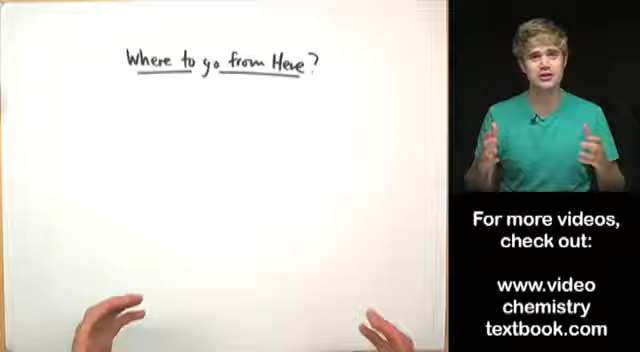 Where to go from Here?
For more videos,
check out:
www.video
chemistry
textbook.com